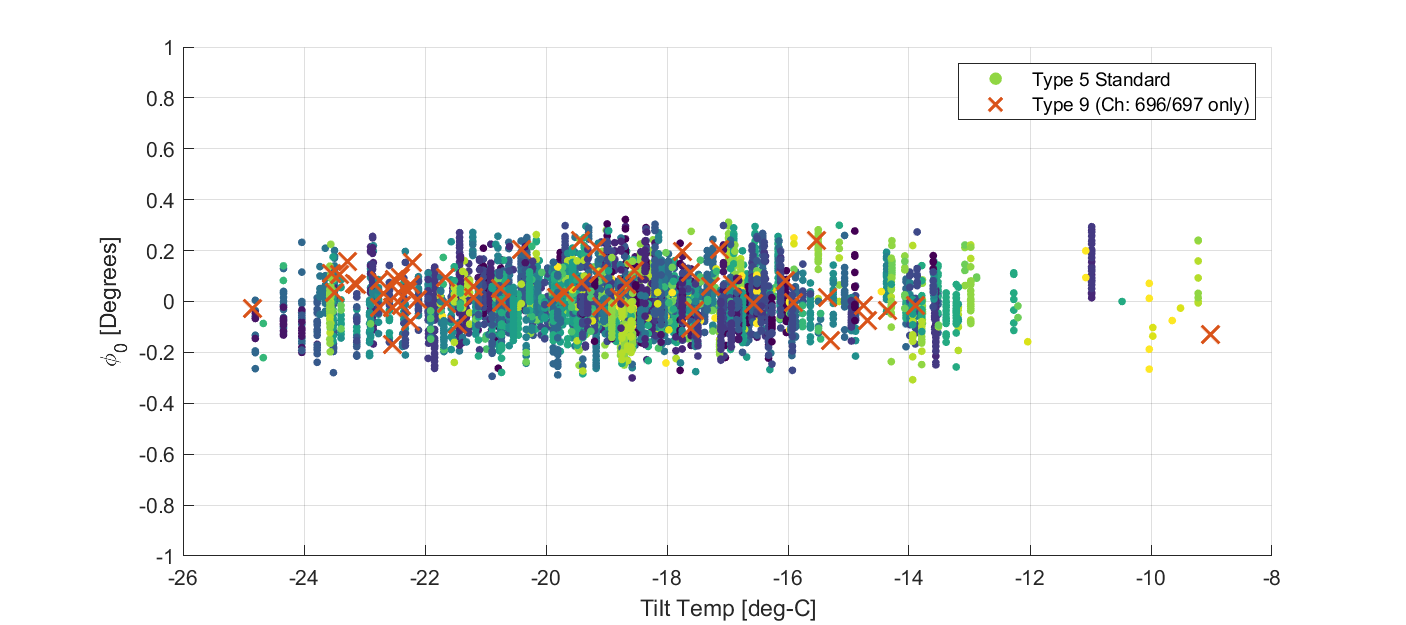 1
0.8
0.6
0.4
0.2
0
-0.2
-0.4
-0.6
-0.8
-1
ϕ0 [Degrees]
Type 5 Standard
Type 9 (Ch: 696/697 only)
-26 -24 -22 -20 -18 -16 -14 -12 -10 -8
Tilt Temp [deg-C]